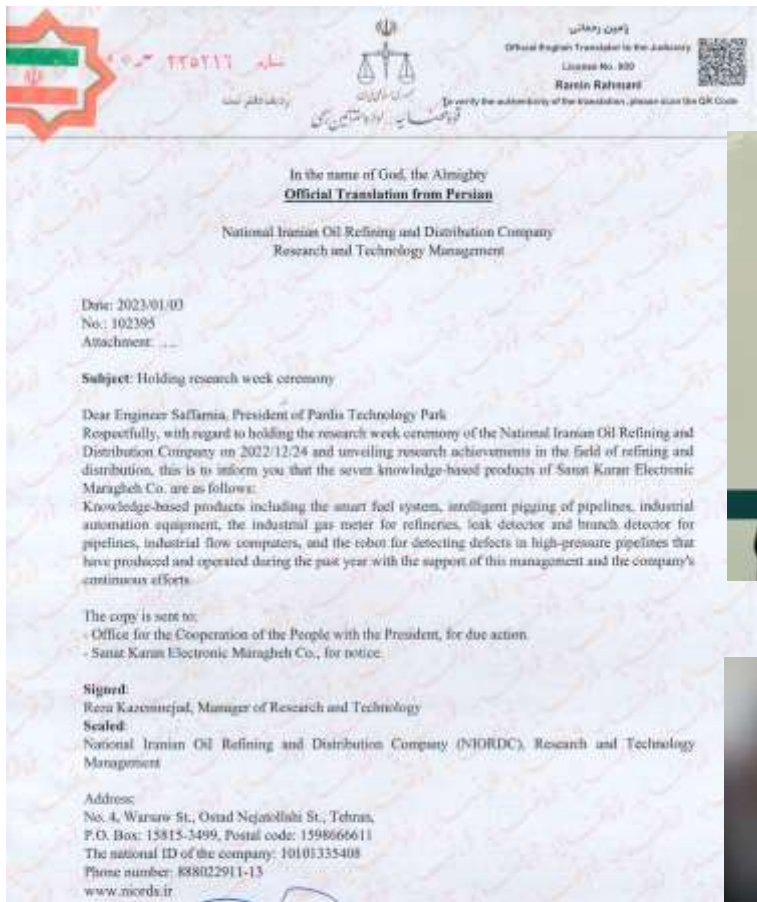 شماره ۲۳۵۲۱۶
رامین رحمانی
Official English Translator to the Judiciary
License No. 800
Ramin Rahmani
To verify the authenticity of the translation, please scan the QR Code
In the name of God, the Almighty
Official Translation from Persian
National Iranian Oil Refining and Distribution Company
Research and Technology Management
Date: 2023/01/03
No.: 102395
Attachment: ...
Subject: Holding research week ceremony
Dear Engineer Saffarnia, President of Pardis Technology Park
Respectfully, with regard to holding the research week ceremony of the National Iranian Oil Refining and
Distribution Company on 2022/12/24 and unveiling research achievements in the field of refining and
distribution, this is to inform you that the seven knowledge-based products of Sanat Karan Electronic
Maragheh Co. are as follows:
Knowledge-based products including the smart fuel system, intelligent pigging of pipelines, industrial
automation equipment, the industrial gas meter for refineries, leak detector and branch detector for
pipelines, industrial flow computers, and the robot for detecting defects in high-pressure pipelines that
have produced and operated during the past year with the support of this management and the company's
continuous efforts.
The copy is sent to:
- Office for the Cooperation of the People with the President, for due action.
- Sanat Karan Electronic Maragheh Co., for notice.
Signed:
Reza Kazeminejad, Manager of Research and Technology
Sealed:
National Iranian Oil Refining and Distribution Company (NIORDC), Research and Technology
Management
Address:
No. 4, Warsaw St., Ostad Nejatollahi St., Tehran,
P.O. Box: 15815-3499, Postal code: 1598666611
The national ID of the company: 10101335408
Phone number: 888022911-13
www.niords.ir